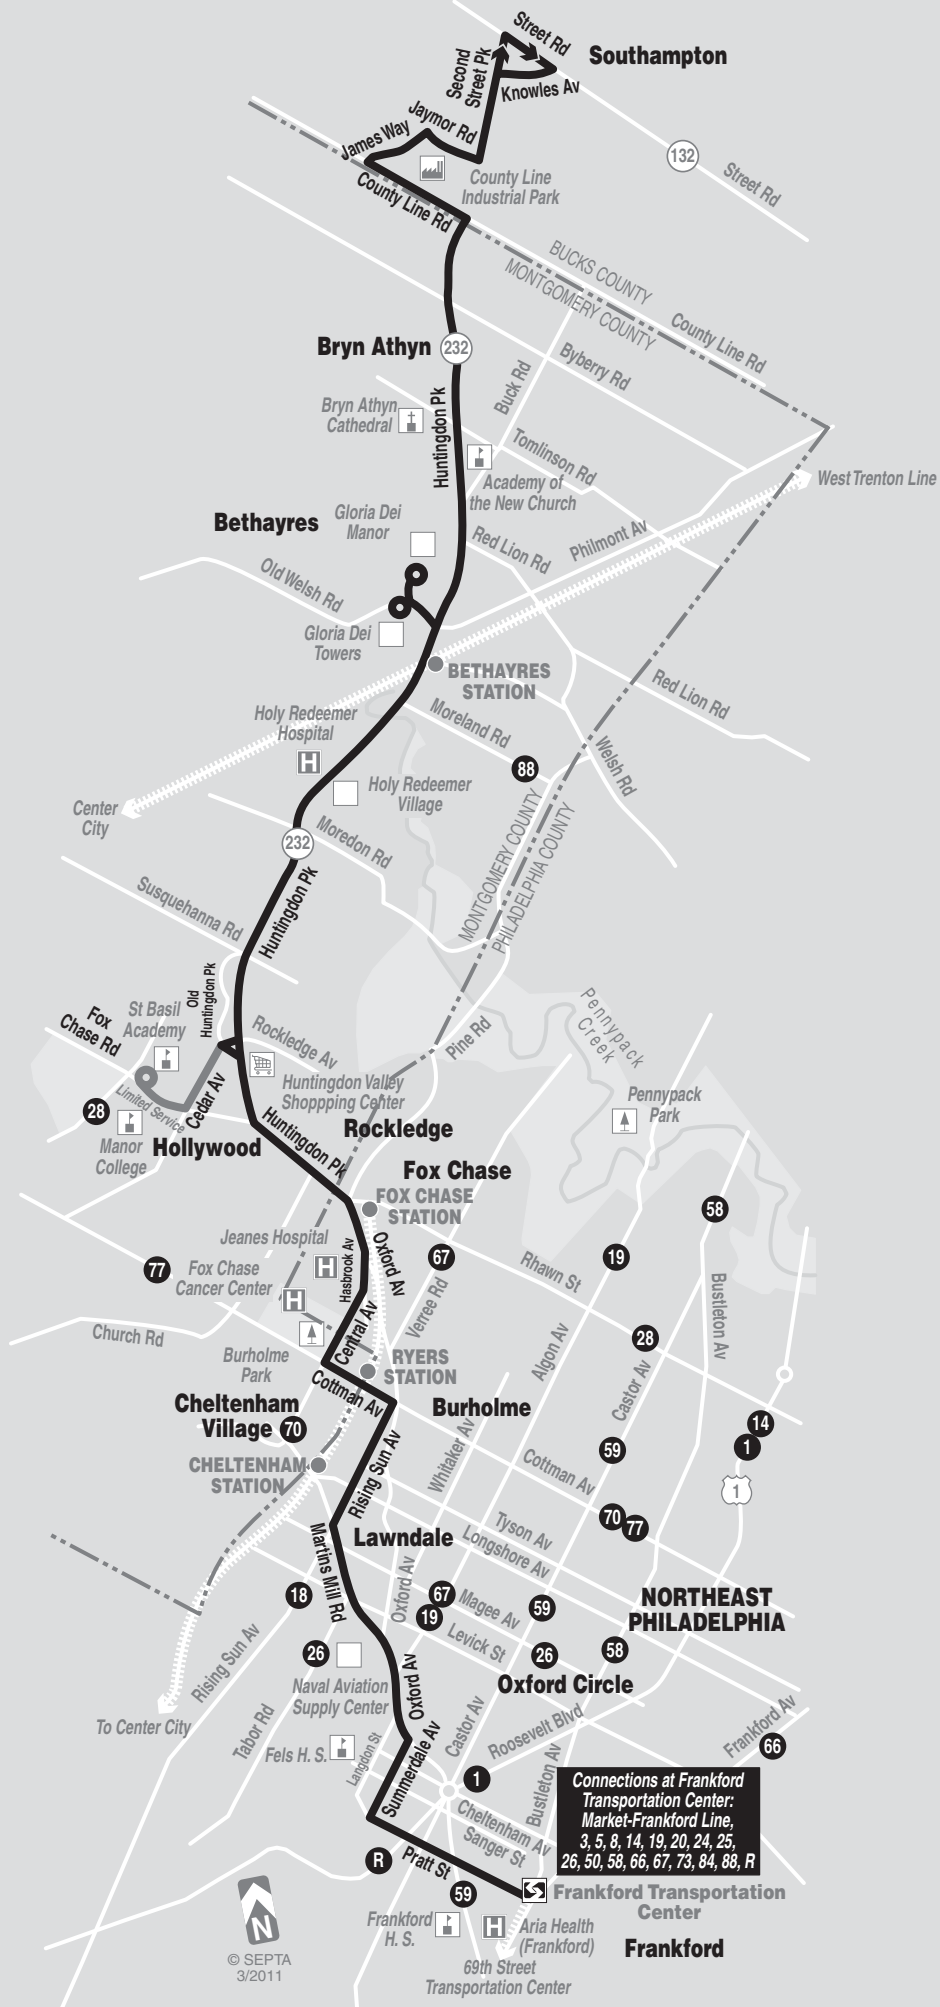 Street Rd
Southampton
Second
Street Pk
Knowles Av
Jaymor Rd
James Way
132
Street Rd
County Line
Industrial Park
County Line Rd
BUCKS COUNTY
MONTGOMERY COUNTY
County Line Rd
Bryn Athyn
232
Byberry Rd
Buck Rd
Huntingdon Pk
Bryn Athyn
Cathedral
Tomlinson Rd
Academy of
the New Church
West Trenton Line
Bethayres
Gloria Dei
Manor
Red Lion Rd
Philmont Av
Old Welsh Rd
Gloria Dei
Towers
BETHAYRES
STATION
Red Lion Rd
Moreland Rd
Holy Redeemer
Hospital
H
88
Welsh Rd
Holy Redeemer
Village
Center
City
232
Moredon Rd
MONTGOMERY COUNTY
PHILADELPHIA COUNTY
Susquehanna Rd
Huntingdon Pk
Old
Huntingdon Pk
Fox
Chase Rd
St Basil
Academy
Rockledge Av
Pine Rd
Pennypack
Creek
Huntingdon Valley
Shoppping Center
Limited Service
Cedar Av
28
Manor
College
Hollywood
Huntingdon Pk
Rockledge
Pennypack
Park
Fox Chase
FOX CHASE
STATION
58
Jeanes Hospital
H
Hasbrook Av
Oxford Av
67
19
77
Fox Chase
Cancer Center
H
Rhawn St
Bustleton Av
Verree Rd
Church Rd
Central Av
Burholme
Park
RYERS
STATION
Algon Av
28
Castor Av
Cottman Av
Cheltenham
Village
70
Burholme
14
1
Whitaker Av
59
CHELTENHAM
STATION
Rising Sun Av
Cottman Av
1
70
77
Lawndale
Tyson Av
Longshore Av
Martins Mill Rd
Oxford Av
18
67
19
Magee Av
59
NORTHEAST
PHILADELPHIA
Levick St
26
58
26
Rising Sun Av
Naval Aviation
Supply Center
Oxford Av
Oxford Circle
To Center City
Tabor Rd
Fels H. S.
Langdon St
Summerdale Av
Castor Av
Roosevelt Blvd
Frankford Av
66
1
Bustleton Av
Connections at Frankford
Transportation Center:
Market-Frankford Line,
3, 5, 8, 14, 19, 20, 24, 25,
26, 50, 58, 66, 67, 73, 84, 88, R
Cheltenham Av
Sanger St
R
Pratt St
59
Frankford Transportation
Center
Frankford
H. S.
H
Aria Health
(Frankford)
Frankford
69th Street
Transportation Center
N
© SEPTA
3/2011